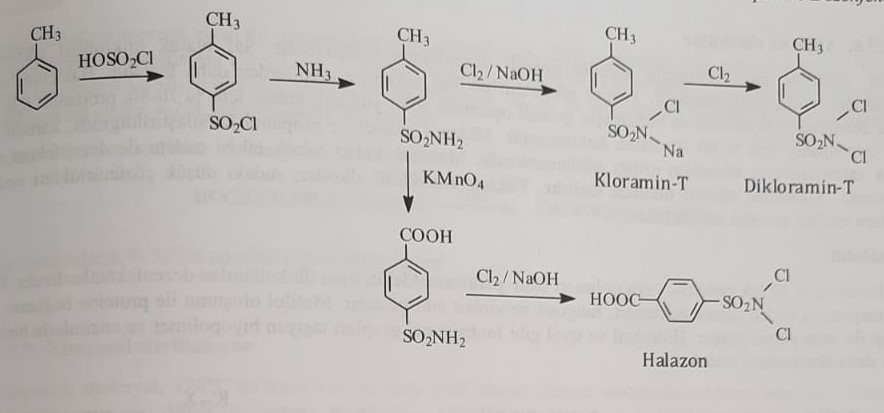 CH3
HOSO2Cl
CH3
SO2Cl
NH3
CH3
SO2NH2
Cl2 / NaOH
CH3
Cl
SO2N
Na
Kloramin-T
Cl2
CH3
Cl
SO2N
Cl
Dikloramin-T
KMnO4
COOH
SO2NH2
Cl2 / NaOH
HOOC
SO2N
Cl
Cl
Halazon